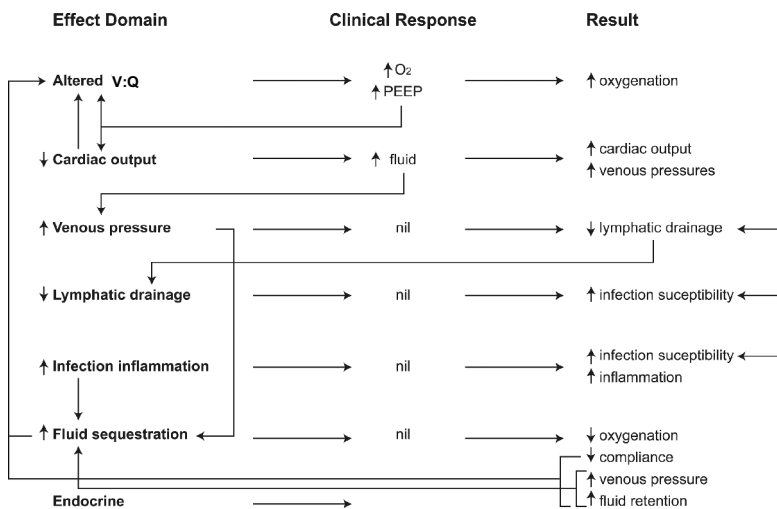 Effect Domain Clinical Response Result
Altered V:Q ↑O₂ ↑oxygenation
↑PEEP
↓Cardiac output ↑ fluid ↑cardiac output
↑venous pressures
↑Venous pressure nil ↓lymphatic drainage
↓Lymphatic drainage nil ↑infection suceptibility
↑Infection inflammation nil ↑infection suceptibility
↑inflammation
↑Fluid sequestration nil ↓oxygenation
↓compliance
↑venous pressure
Endocrine ↑fluid retention